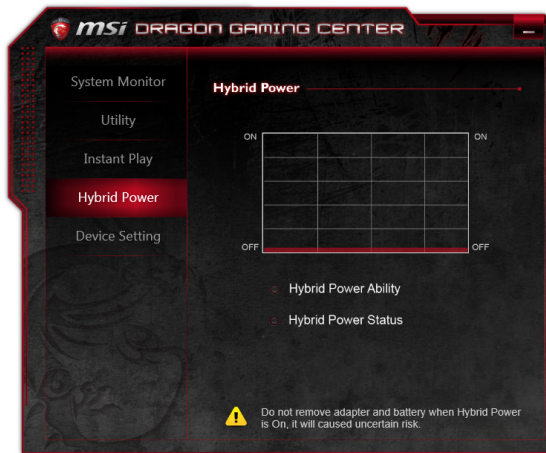 msi DRAGON GAMING CENTER
System Monitor
Utility
Instant Play
Hybrid Power
Device Setting
Hybrid Power
ON
ON
OFF
OFF
Hybrid Power Ability
Hybrid Power Status
Do not remove adapter and battery when Hybrid Power
is On, it will caused uncertain risk.